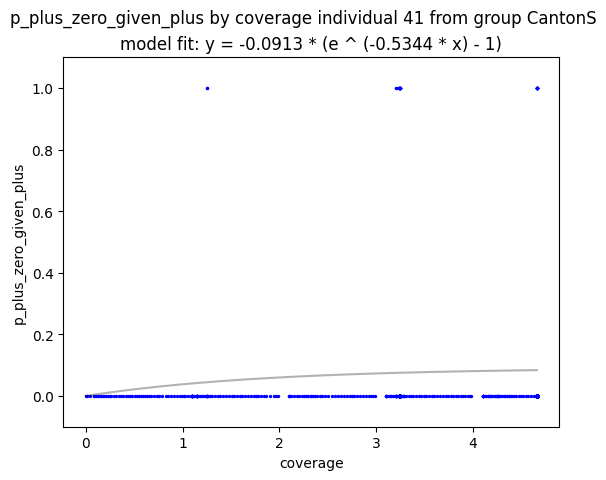 p_plus_zero_given_plus by coverage individual 41 from group CantonS
model fit: y = -0.0913 * (e ^ (-0.5344 * x) - 1)
1.0
0.8
0.6
0.4
0.2
0.0
p_plus_zero_given_plus
0 1 2 3 4
coverage